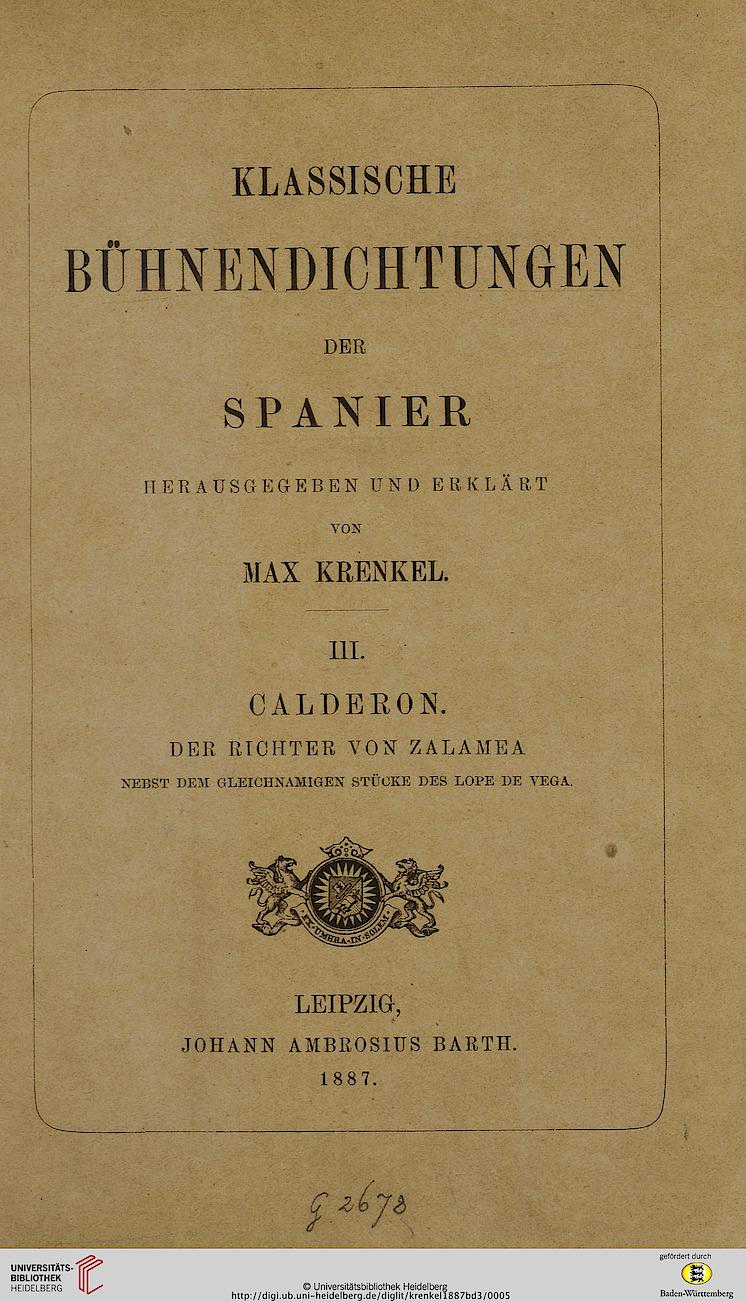 KLASSISCHE
BÜHNENDICHTUNGEN
DER
SPANIER
HERAUSGEGEBEN UND ERKLÄRT
VON
MAX KRENKEL.
III.
CALDERON.
DER RICHTER VON ZALAMEA
NEBST DEM GLEICHNAMIGEN STÜCKE DES LOPE DE VEGA.
EX·UMBRA·IN·SOLEM
LEIPZIG,
JOHANN AMBROSIUS BARTH.
1887.
G 2678
UNIVERSITÄTS-
BIBLIOTHEK
HEIDELBERG
© Universitätsbibliothek Heidelberg
http://digi.ub.uni-heidelberg.de/diglit/krenkel1887bd3/0005
gefördert durch
Baden-Württemberg